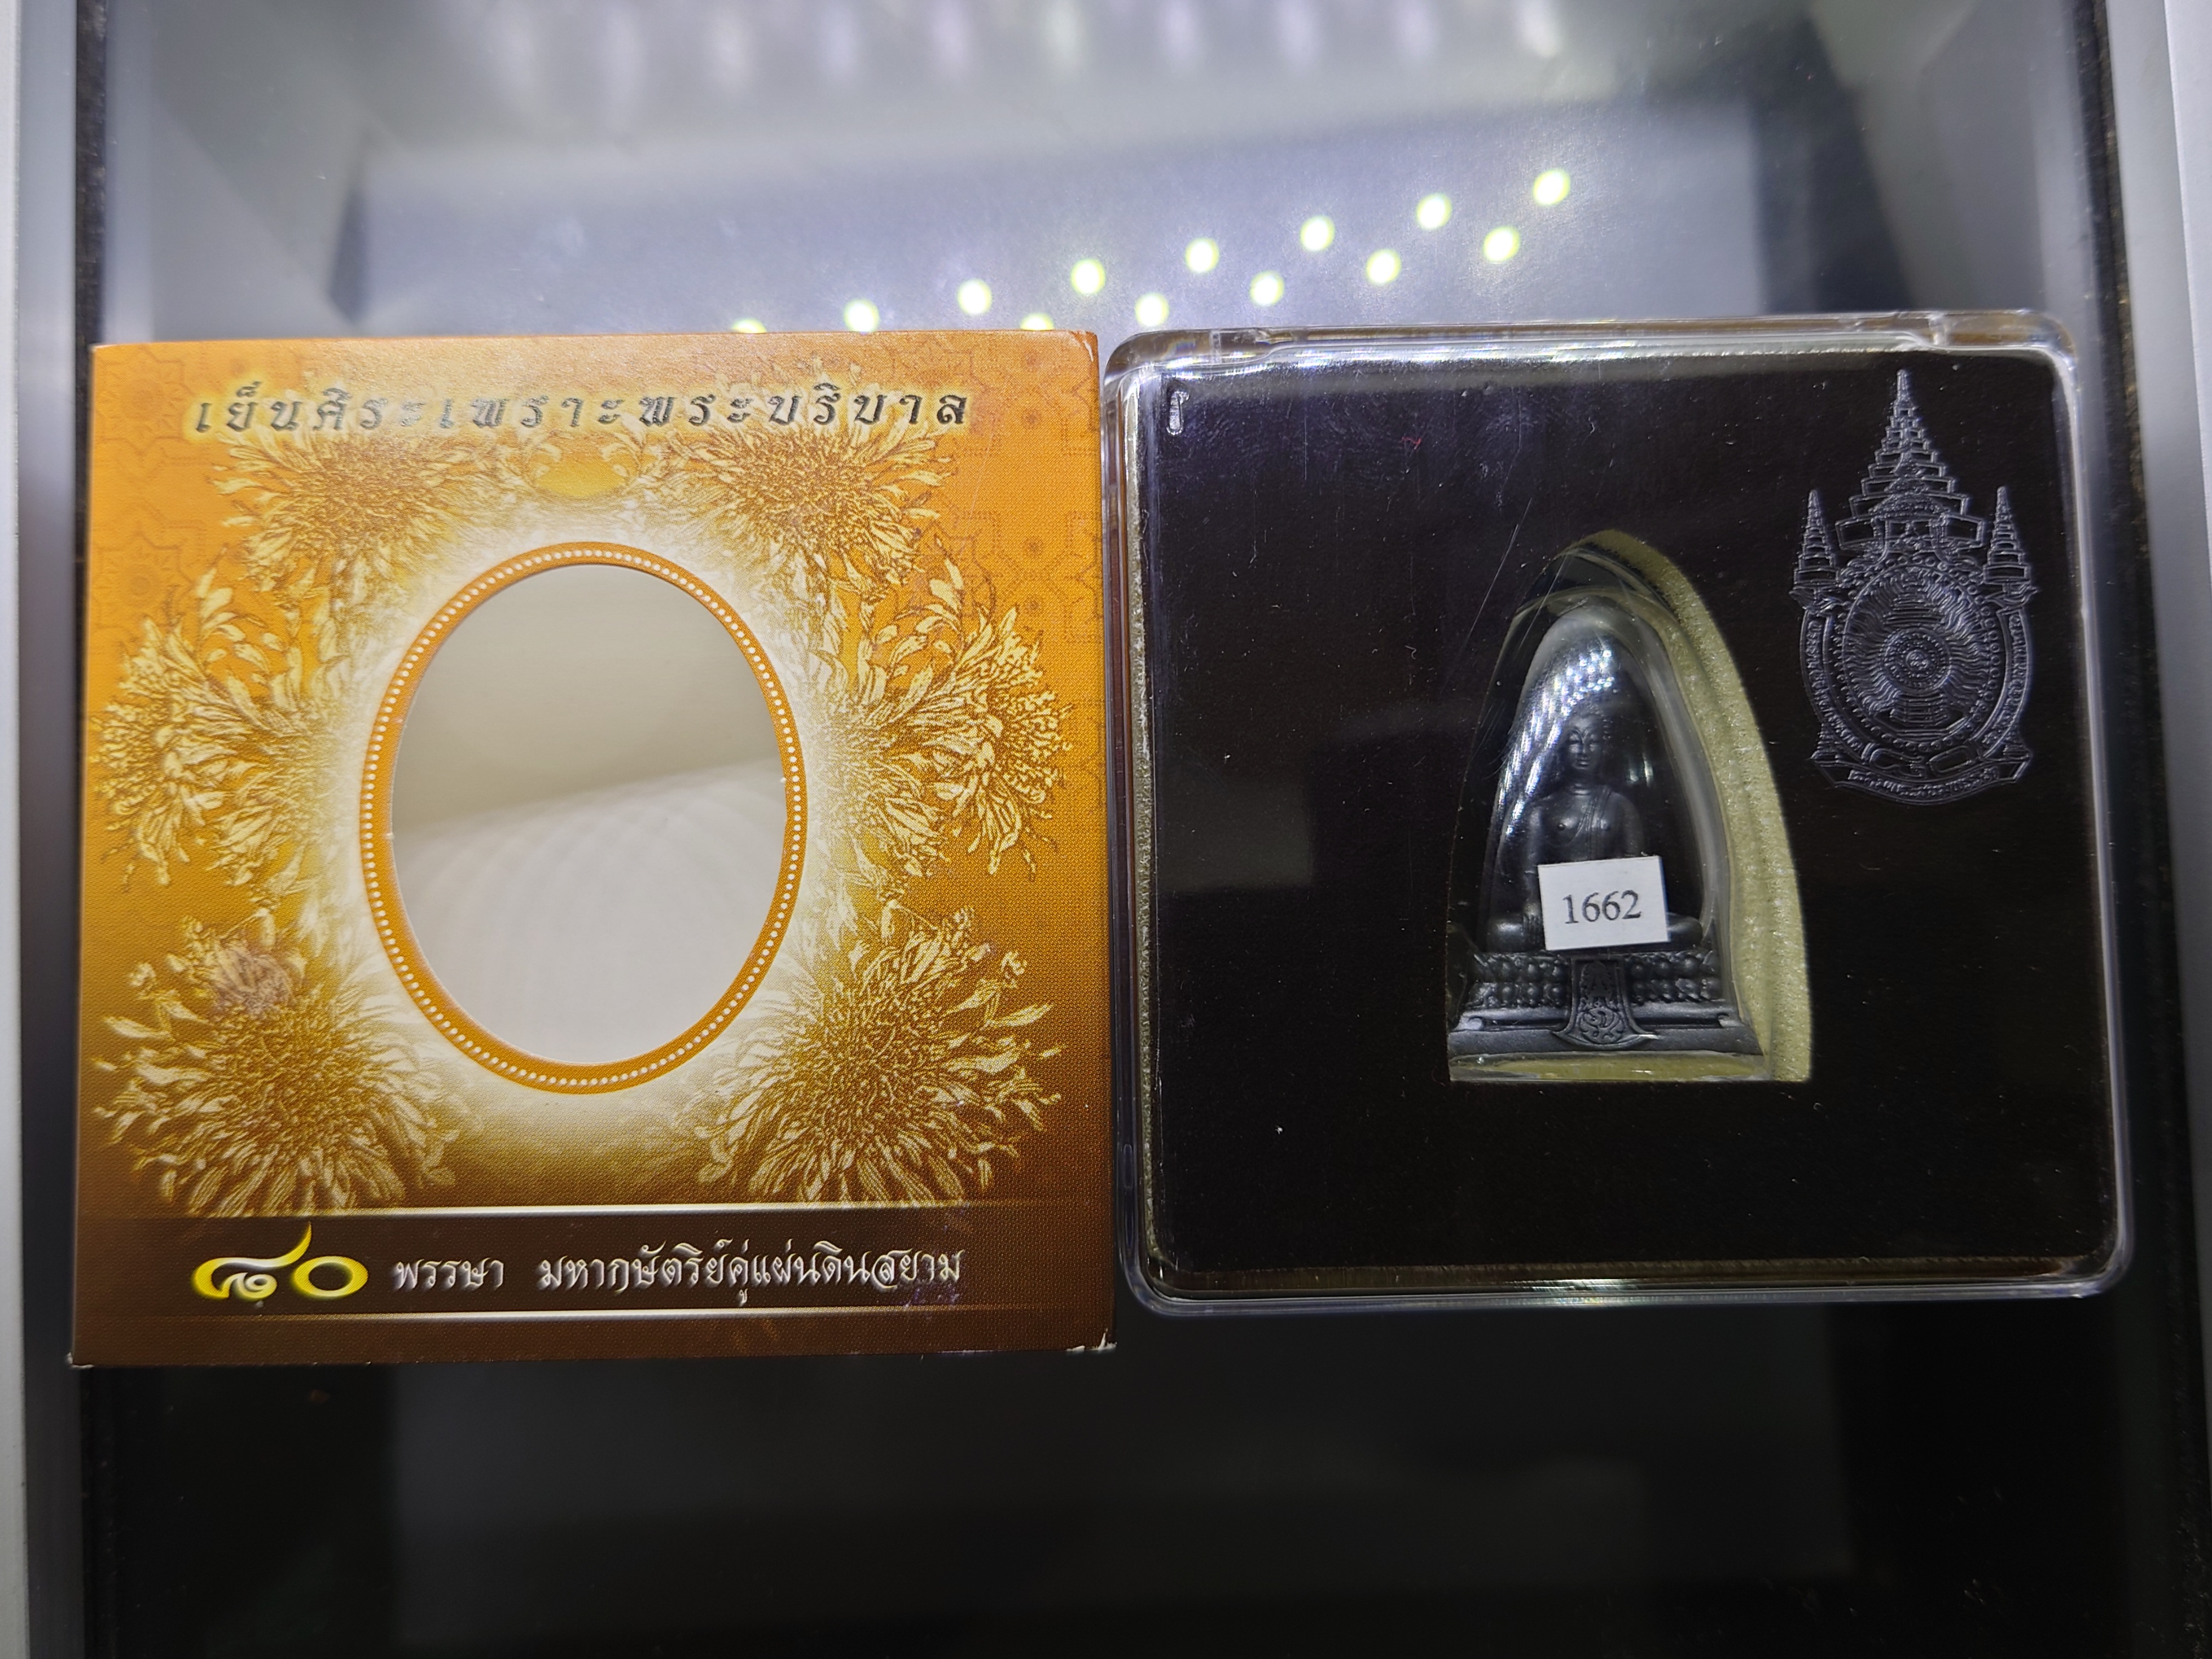 เย็นศิระเพราะพระบริบาล
๘๐ พรรษา มหากษัตริย์คู่แผ่นดินสยาม
1662